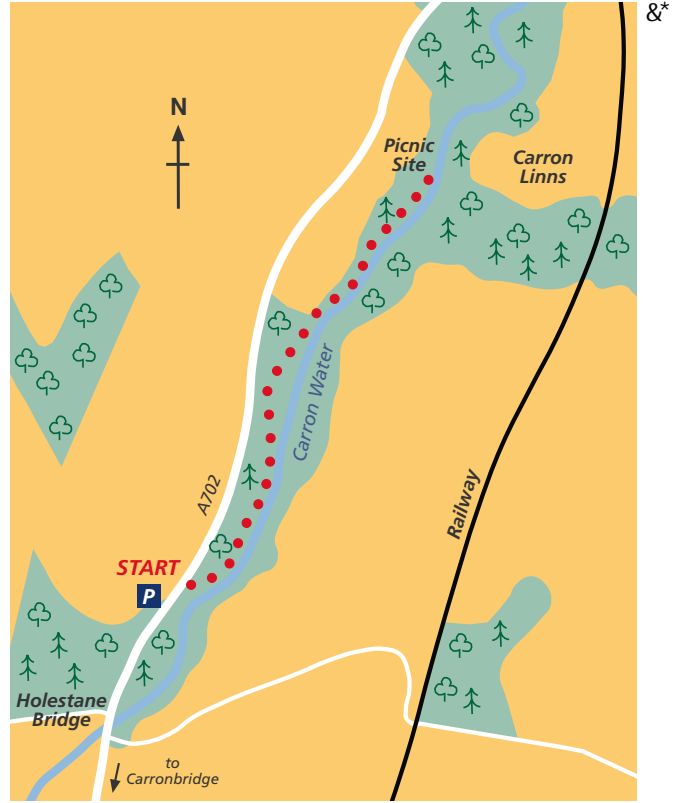 &*
N
Picnic
Site
Carron
Linns
Carron Water
A702
Railway
START
P
Holestane
Bridge
to
Carronbridge